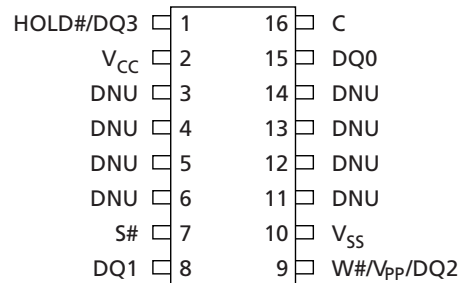 HOLD#/DQ3 1 16 C
VCC 2 15 DQ0
DNU 3 14 DNU
DNU 4 13 DNU
DNU 5 12 DNU
DNU 6 11 DNU
S# 7 10 VSS
DQ1 8 9 W#/VPP/DQ2